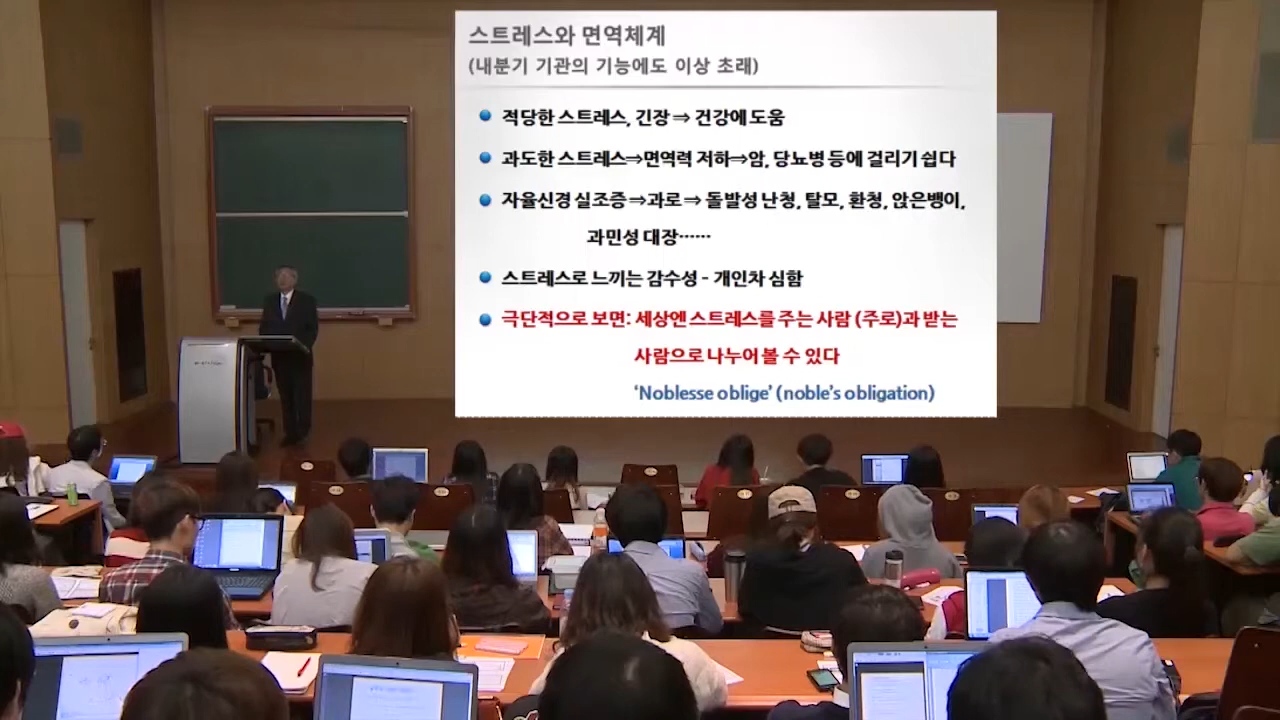 스트레스와 면역체계
(내분기 기관의 기능에도 이상 초래)
적당한 스트레스, 긴장 ⇒ 건강에 도움
과도한 스트레스⇒면역력 저하⇒암, 당뇨병 등에 걸리기 쉽다
자율신경 실조증⇒과로⇒ 돌발성 난청, 탈모, 환청, 앉은뱅이,
과민성 대장······
스트레스로 느끼는 감수성 - 개인차 심함
극단적으로 보면: 세상엔 스트레스를 주는 사람 (주로)과 받는
사람으로 나누어 볼 수 있다
‘Noblesse oblige’ (noble’s obligation)